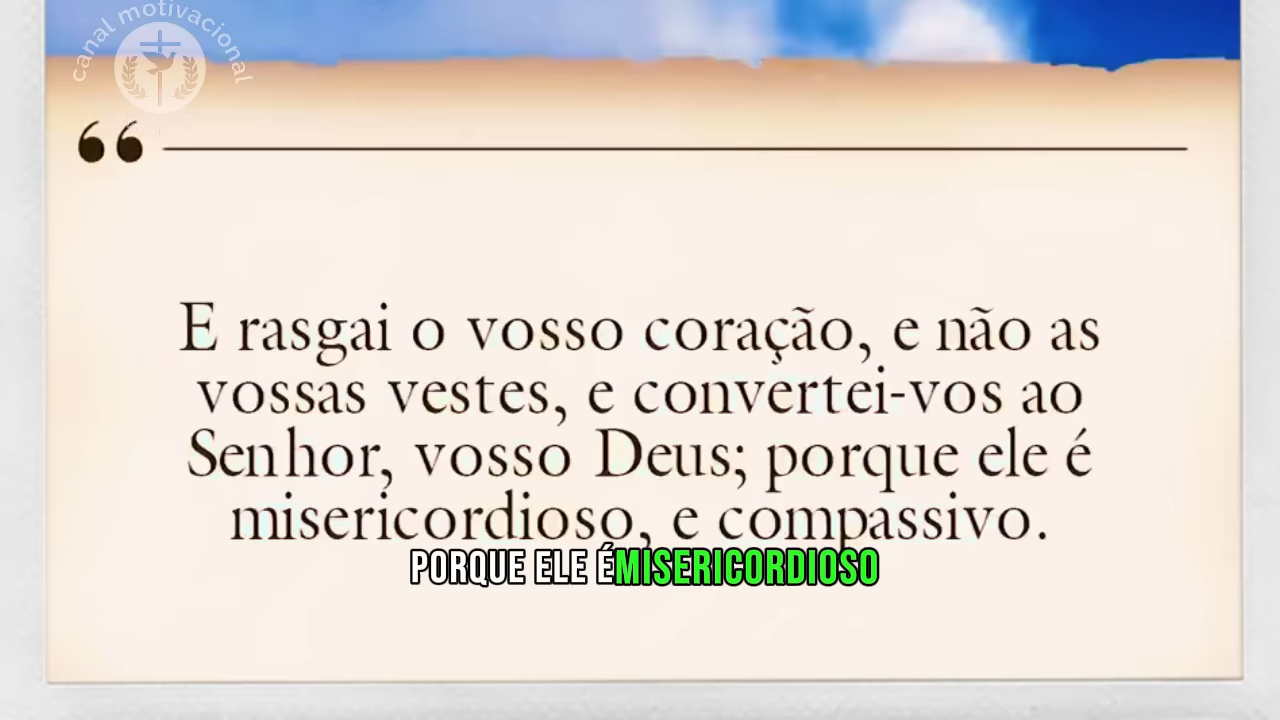 canal motivacional
E rasgai o vosso coração, e não as
vossas vestes, e convertei-vos ao
Senhor, vosso Deus; porque ele é
misericordioso, e compassivo.
PORQUE ELE É MISERICORDIOSO